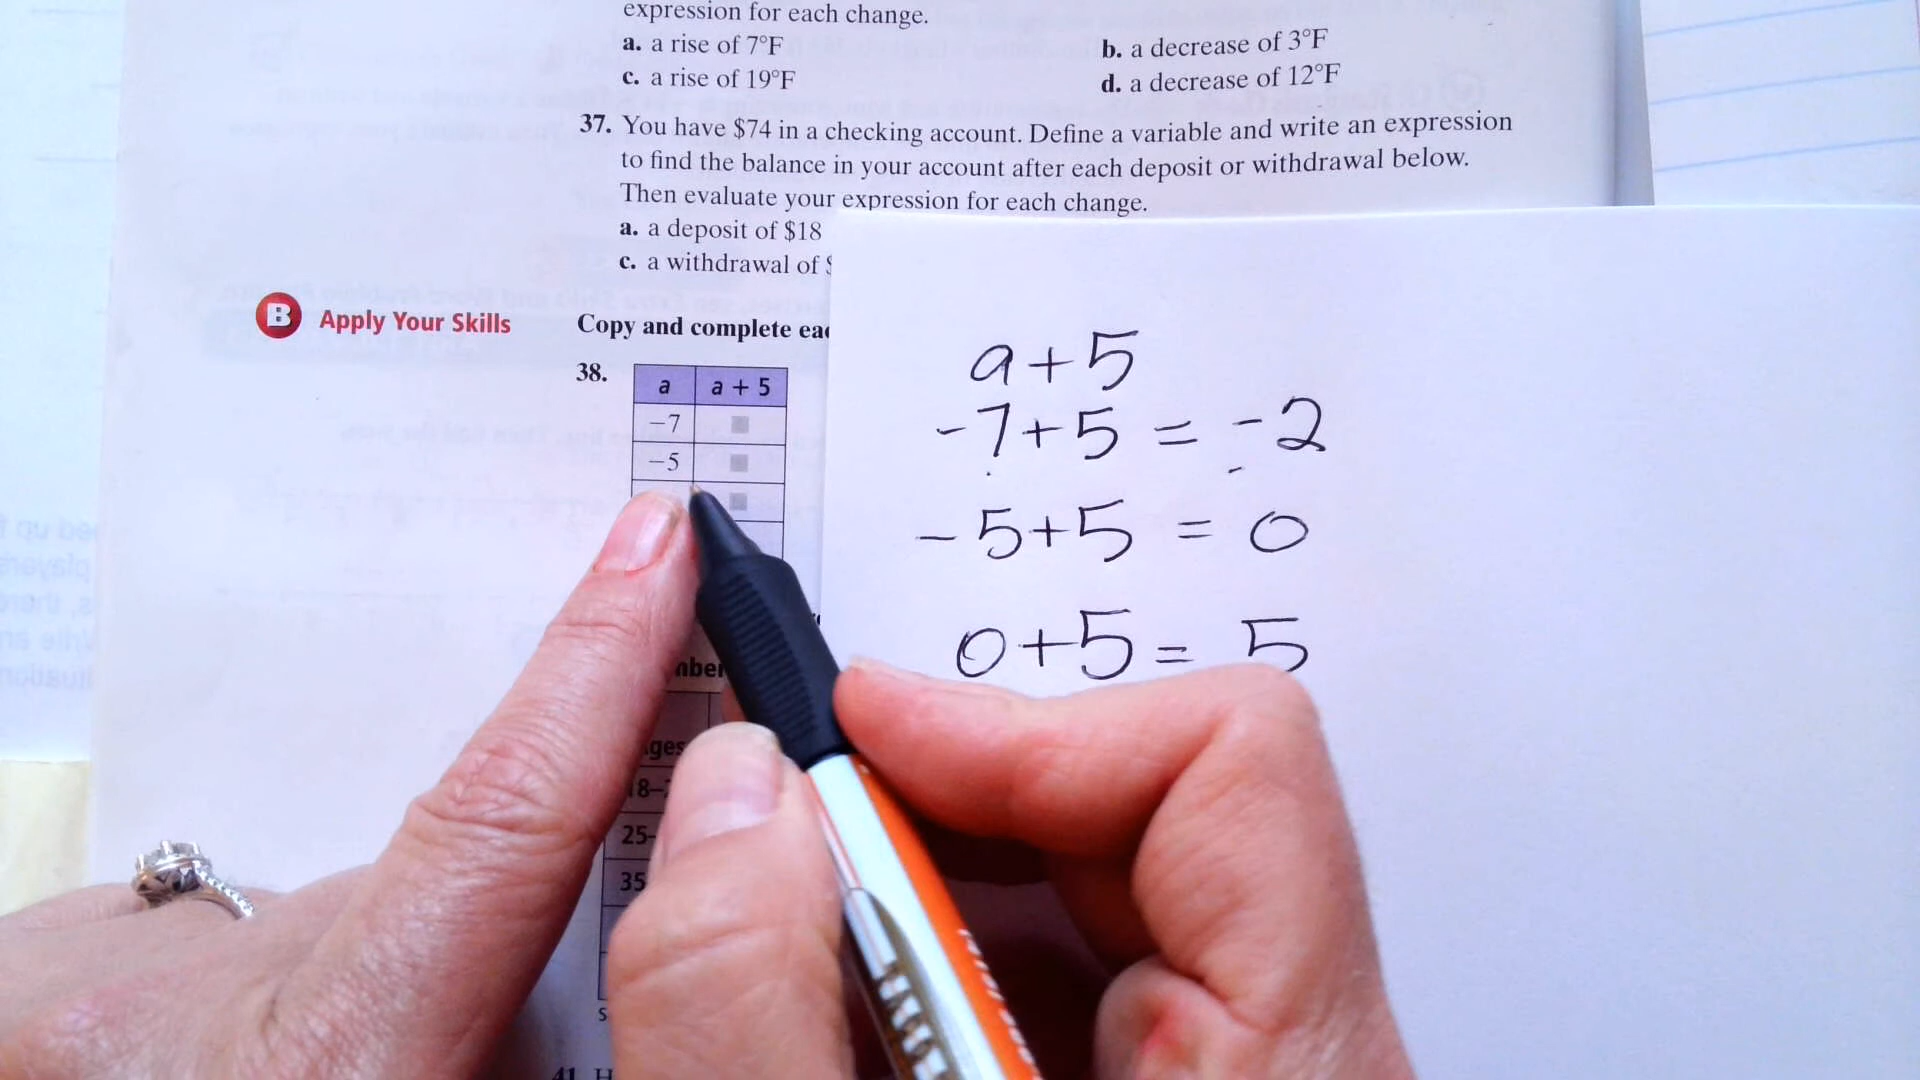 expression for each change.
a. a rise of 7°F
b. a decrease of 3°F
c. a rise of 19°F
d. a decrease of 12°F
37. You have $74 in a checking account. Define a variable and write an expression
to find the balance in your account after each deposit or withdrawal below.
Then evaluate your expression for each change.
a. a deposit of $18
c. a withdrawal of
B Apply Your Skills
Copy and complete
38.
a a + 5
−7
−5
a+5
-7+5 = -2
-5+5 = 0
0+5 = 5
25-
35
41. H